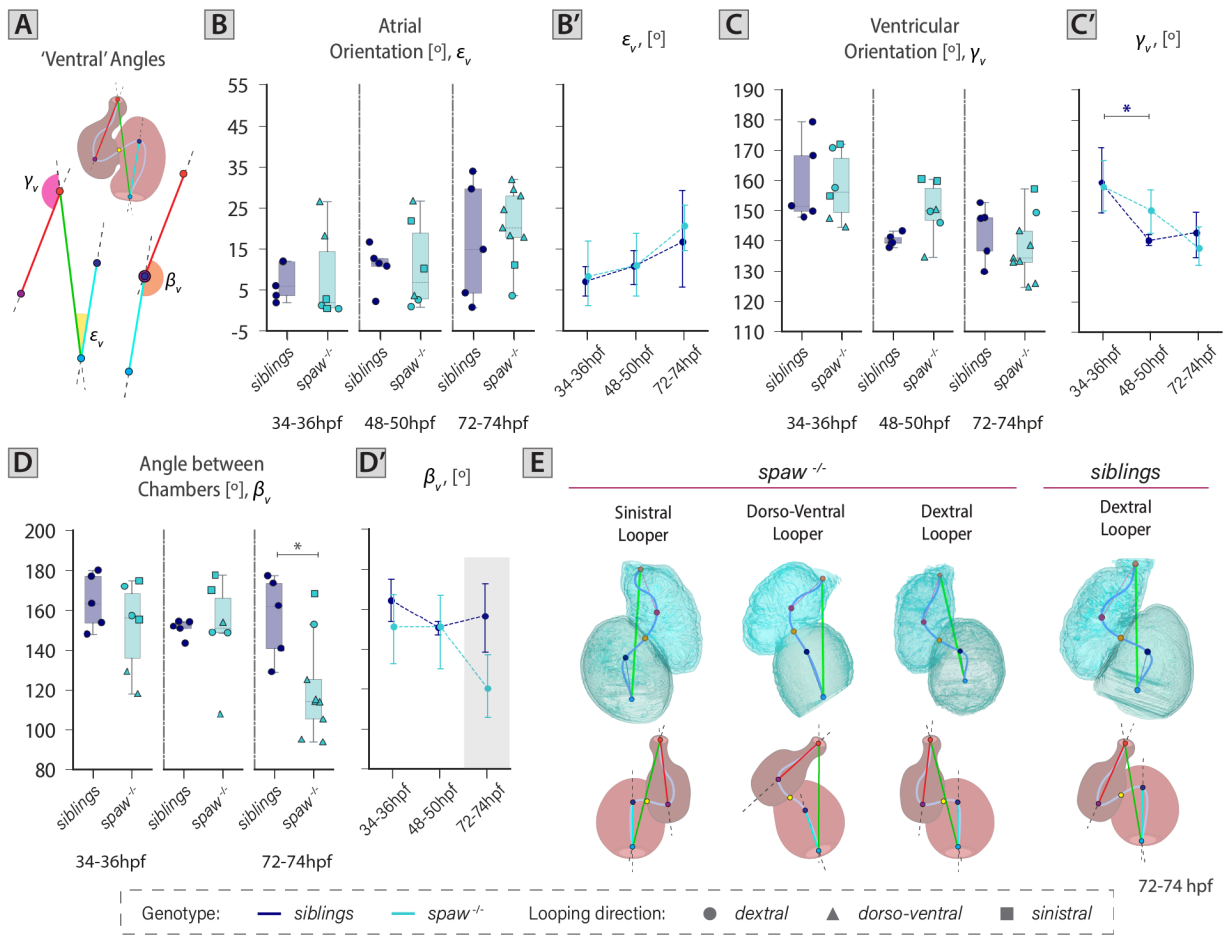 A
'Ventral' Angles
γv
εv
βv
B
Atrial
Orientation [º], εv
55
45
35
25
15
5
-5
siblings
spaw-/-
siblings
spaw-/-
siblings
spaw-/-
34-36hpf
48-50hpf
72-74hpf
B’
εv, [º]
34-36hpf
48-50hpf
72-74hpf
C
Ventricular
Orientation [º], γv
190
180
170
160
150
140
130
120
110
siblings
spaw-/-
siblings
spaw-/-
siblings
spaw-/-
34-36hpf
48-50hpf
72-74hpf
C’
γv, [º]
*
34-36hpf
48-50hpf
72-74hpf
D
Angle between
Chambers [º], βv
200
180
160
140
120
100
80
*
siblings
spaw-/-
siblings
spaw-/-
siblings
spaw-/-
34-36hpf
72-74hpf
D’
βv, [º]
34-36hpf
48-50hpf
72-74hpf
E
spaw -/-
siblings
Sinistral
Looper
Dorso-Ventral
Looper
Dextral
Looper
Dextral
Looper
72-74 hpf
Genotype: siblings spaw-/- Looping direction: dextral dorso-ventral sinistral